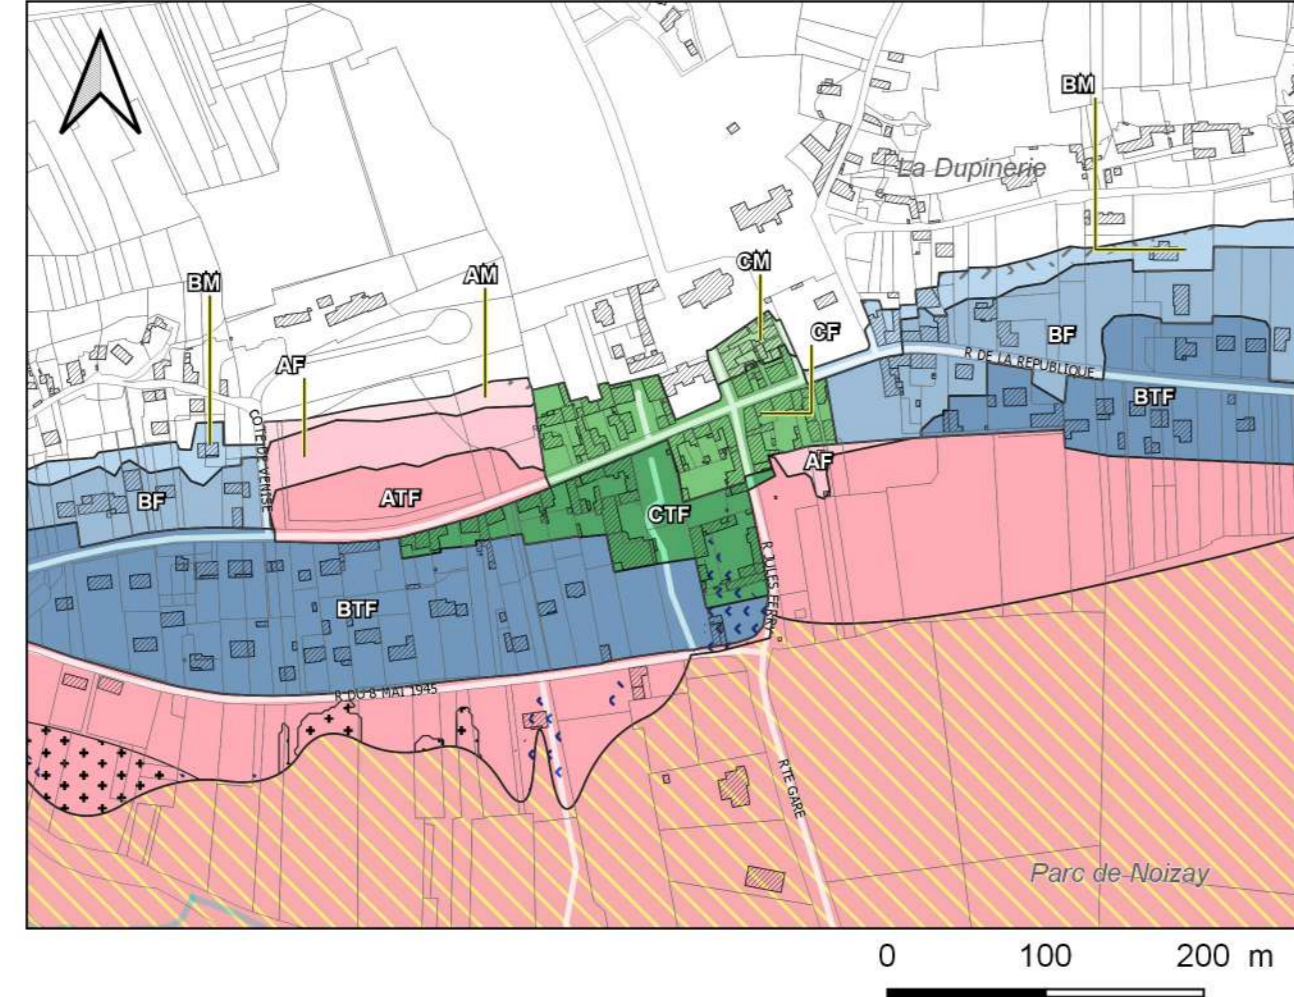 BM
La Dupinerie
CM
AM
BM
CF
BF
R DE LA REPUBLIQUE
AF
BTF
COTE DE VENISE
AF
ATF
BF
CTF
R JULES FERRY
BTF
R DU 8 MAI 1945
RTE GARE
Parc de Noizay
0 100 200 m